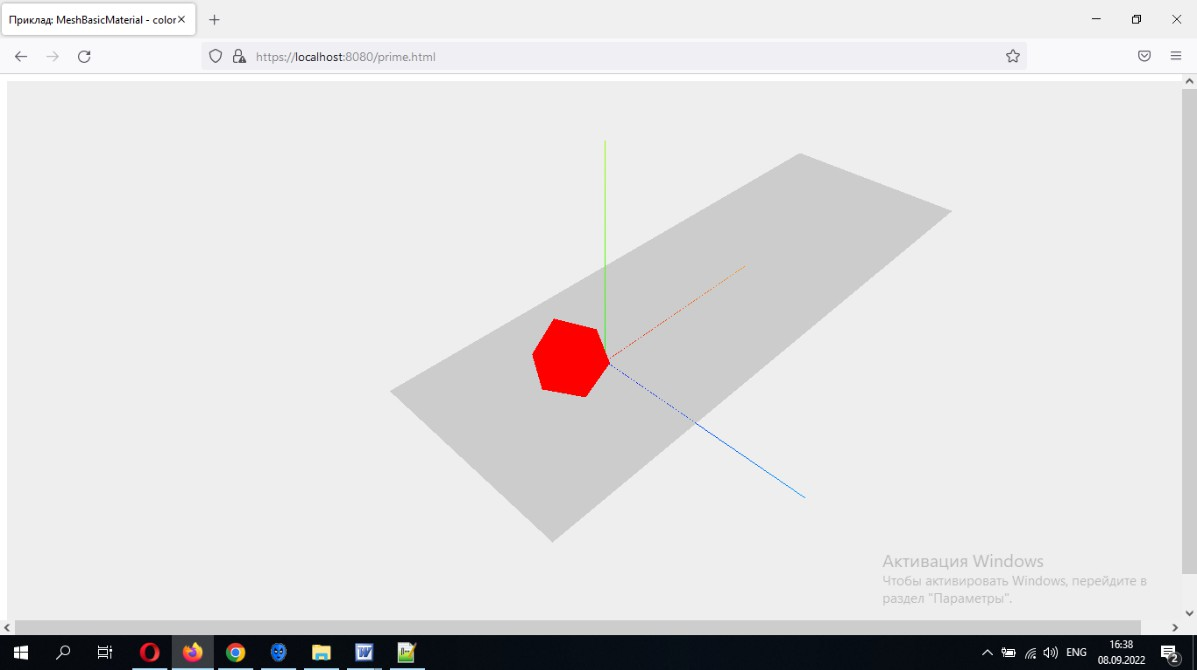 Приклад: MeshBasicMaterial - color
https://localhost:8080/prime.html
Активация Windows
Чтобы активировать Windows, перейдите в
раздел "Параметры".
W
ENG
16:38
08.09.2022
2